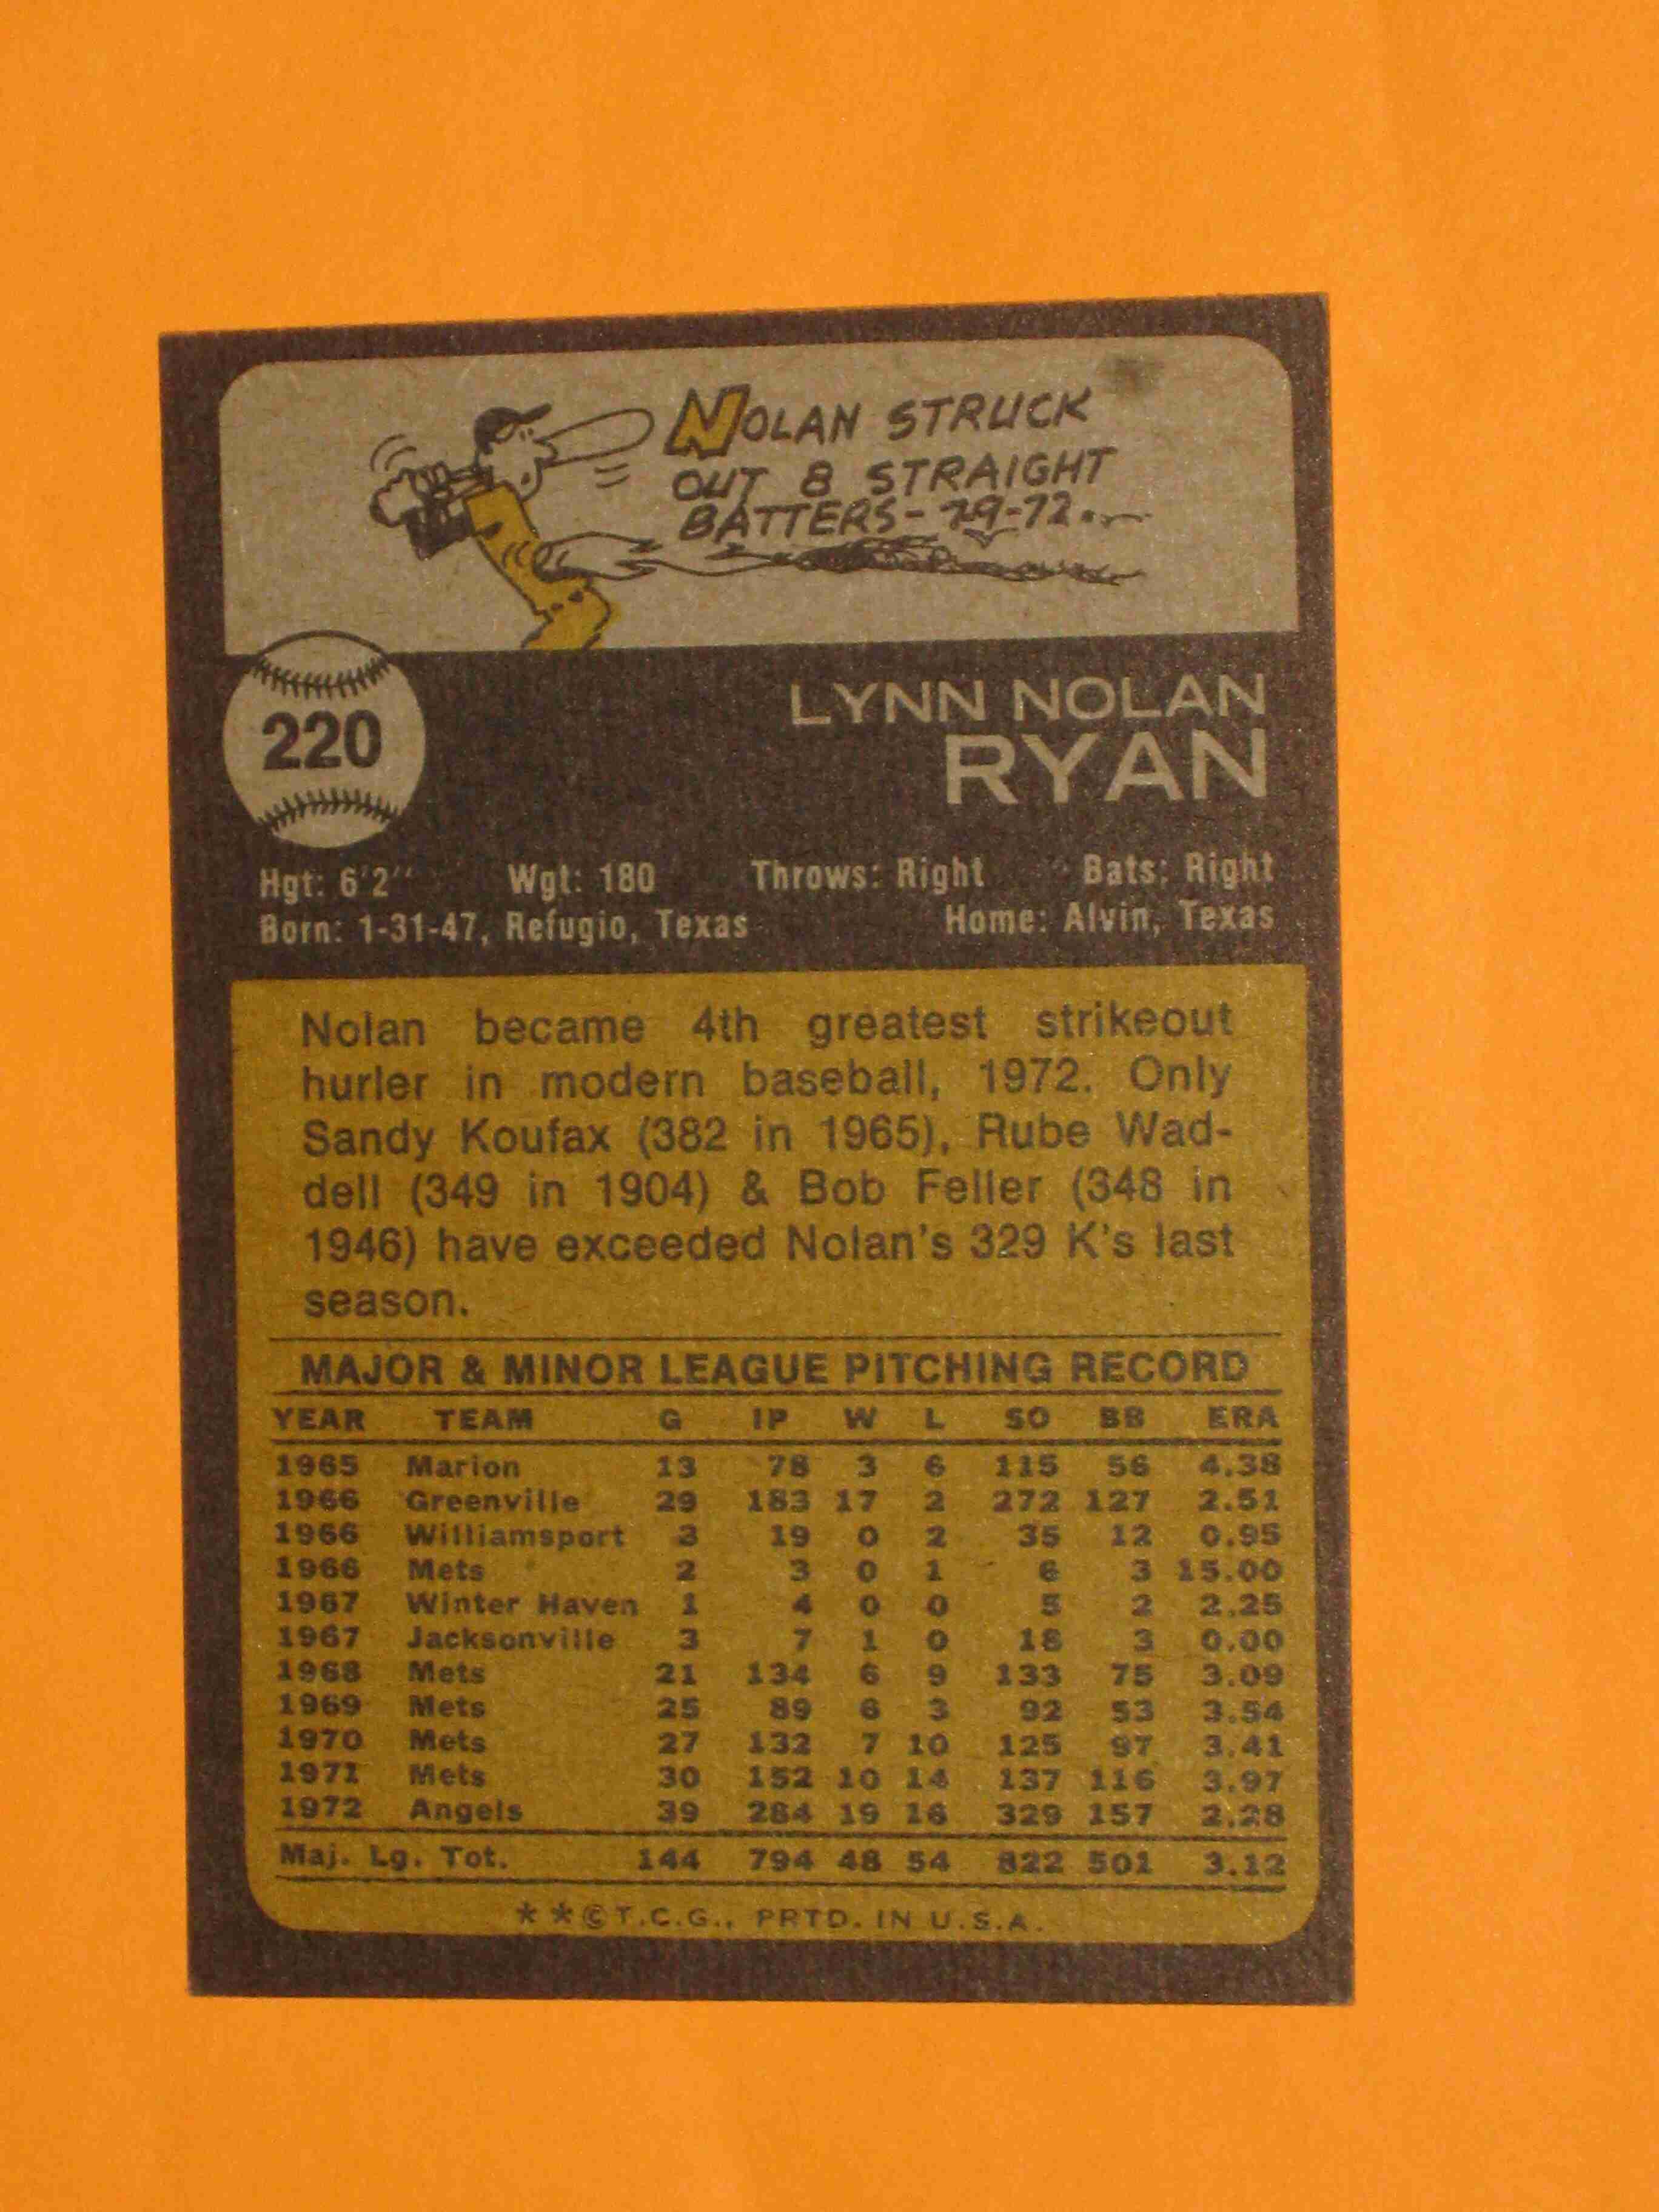 NOLAN STRUCK
OUT 8 STRAIGHT
BATTERS - 7-9-72.
220
LYNN NOLAN
RYAN
Hgt: 6'2" Wgt: 180 Throws: Right Bats: Right
Born: 1-31-47, Refugio, Texas Home: Alvin, Texas
Nolan became 4th greatest strikeout
hurler in modern baseball, 1972. Only
Sandy Koufax (382 in 1965), Rube Wad-
dell (349 in 1904) & Bob Feller (348 in
1946) have exceeded Nolan's 329 K's last
season.
MAJOR & MINOR LEAGUE PITCHING RECORD
YEAR TEAM G IP W L SO BB ERA
1965 Marion 13 78 3 6 115 56 4.38
1966 Greenville 29 183 17 2 272 127 2.51
1966 Williamsport 3 19 0 2 35 12 0.95
1966 Mets 2 3 0 1 6 3 15.00
1967 Winter Haven 1 4 0 0 5 2 2.25
1967 Jacksonville 3 7 1 0 18 3 0.00
1968 Mets 21 134 6 9 133 75 3.09
1969 Mets 25 89 6 3 92 53 3.54
1970 Mets 27 132 7 10 125 97 3.41
1971 Mets 30 152 10 14 137 116 3.97
1972 Angels 39 284 19 16 329 157 2.28
Maj. Lg. Tot. 144 794 48 54 822 501 3.12
**©T.C.G., PRTD. IN U.S.A.